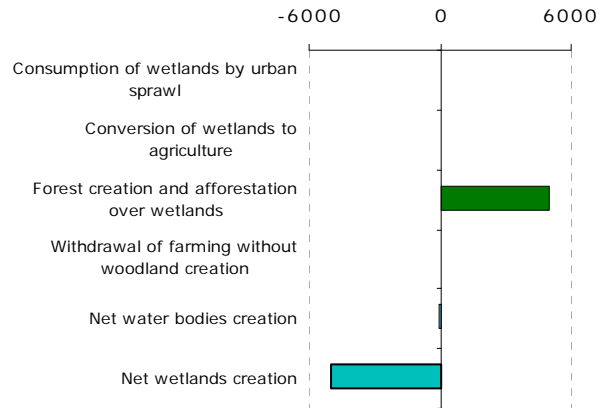 -6000 0 6000
Consumption of wetlands by urban
sprawl
Conversion of wetlands to
agriculture
Forest creation and afforestation
over wetlands
Withdrawal of farming without
woodland creation
Net water bodies creation
Net wetlands creation